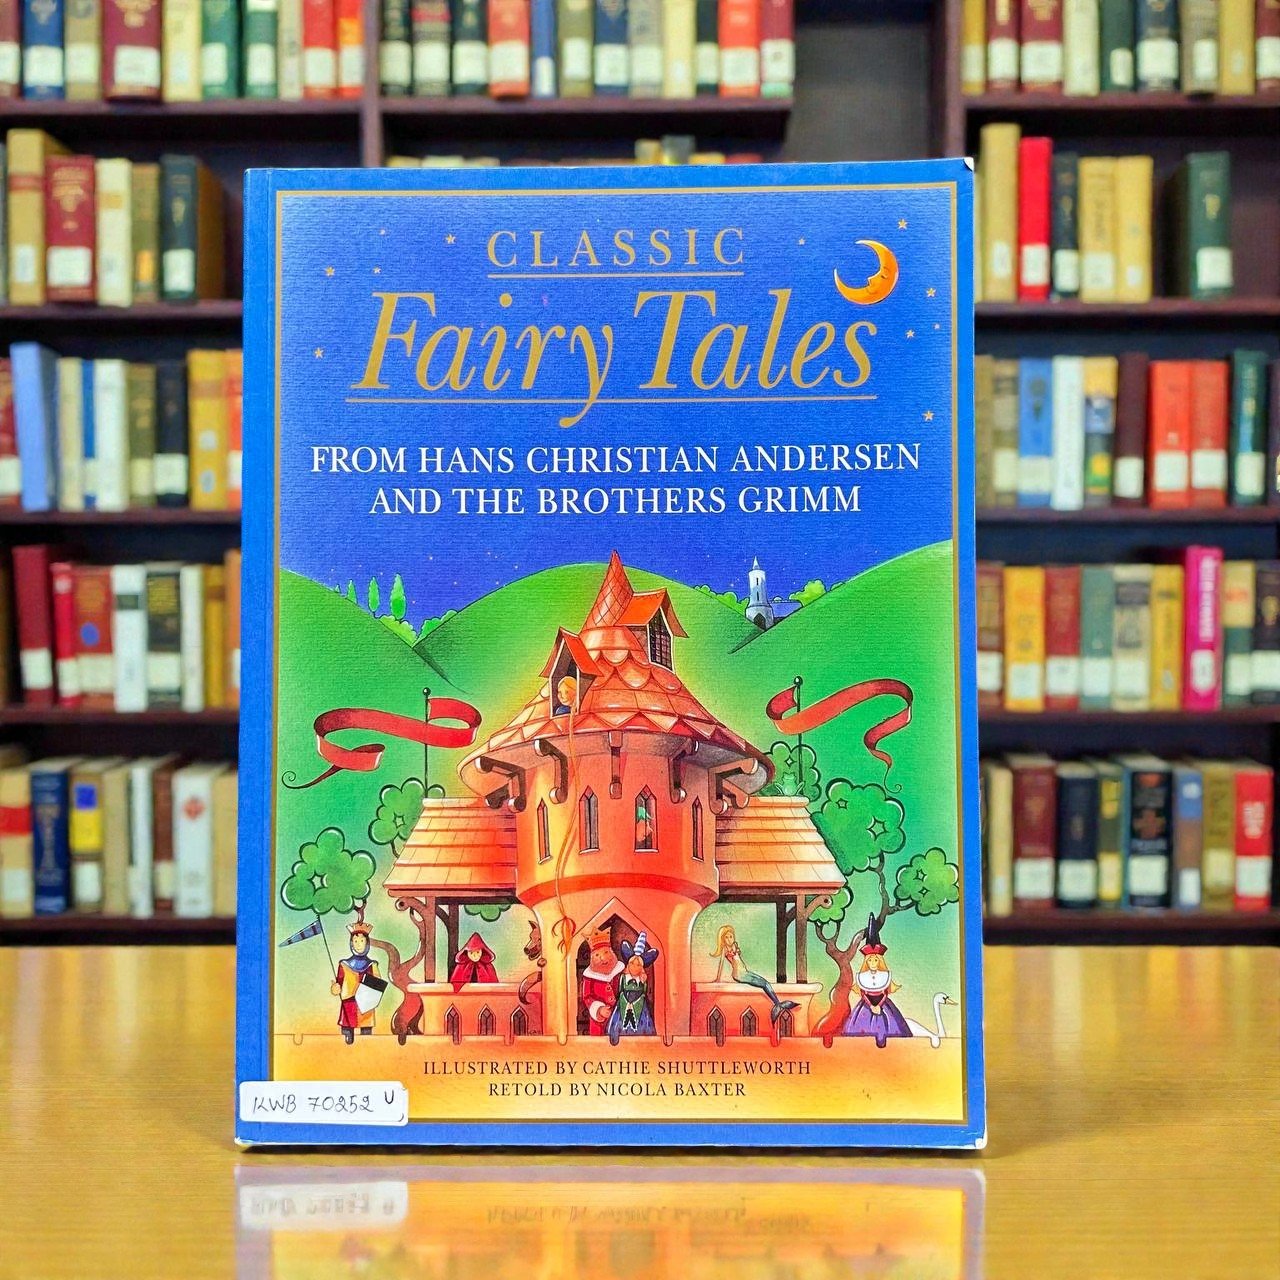 CLASSIC
Fairy Tales
FROM HANS CHRISTIAN ANDERSEN
AND THE BROTHERS GRIMM
ILLUSTRATED BY CATHIE SHUTTLEWORTH
RETOLD BY NICOLA BAXTER
KWB 70252 U